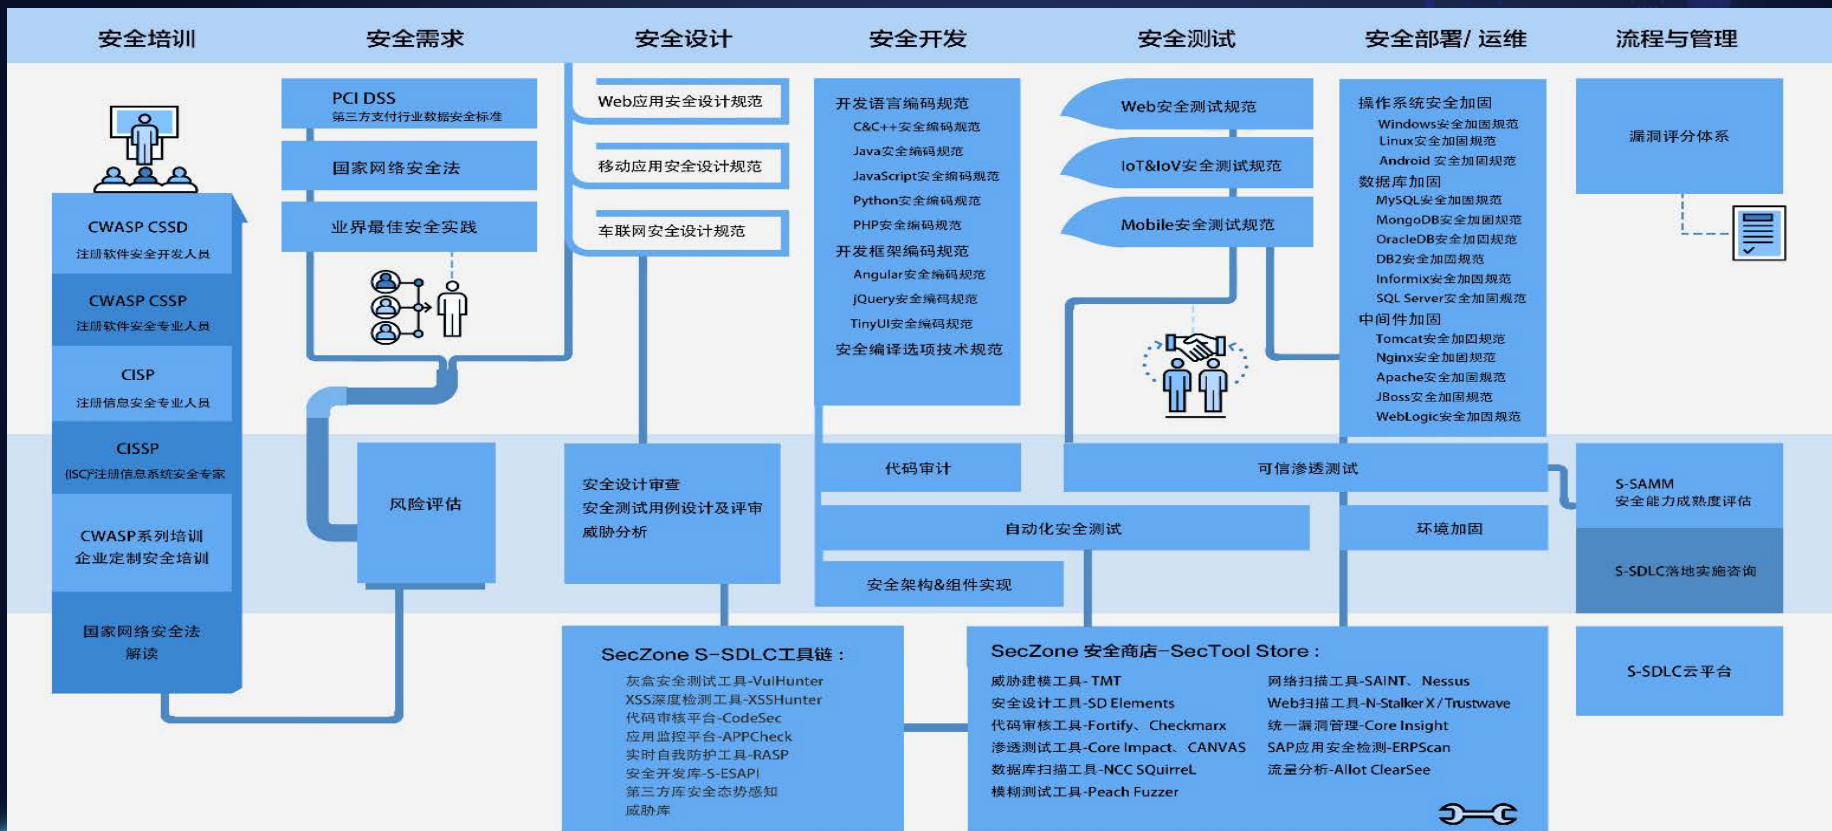 安全培训
安全需求
安全设计
安全开发
安全测试
安全部署/ 运维
流程与管理
CWASP CSSD
注册软件安全开发人员
CWASP CSSP
注册软件安全专业人员
CISP
注册信息安全专业人员
CISSP
(ISC)²注册信息系统安全专家
CWASP系列培训
企业定制安全培训
国家网络安全法
解读
PCI DSS
第三方支付行业数据安全标准
国家网络安全法
业界最佳安全实践
风险评估
Web应用安全设计规范
移动应用安全设计规范
车联网安全设计规范
安全设计审查
安全测试用例设计及评审
威胁分析
开发语言编码规范
C&C++安全编码规范
Java安全编码规范
JavaScript安全编码规范
Python安全编码规范
PHP安全编码规范
开发框架编码规范
Angular安全编码规范
jQuery安全编码规范
TinyUI安全编码规范
安全编译选项技术规范
代码审计
自动化安全测试
安全架构&组件实现
Web安全测试规范
IoT&IoV安全测试规范
Mobile安全测试规范
可信渗透测试
操作系统安全加固
Windows安全加固规范
Linux安全加固规范
Android 安全加固规范
数据库加固
MySQL安全加固规范
MongoDB安全加固规范
OracleDB安全加固规范
DB2安全加固规范
Informix安全加固规范
SQL Server安全加固规范
中间件加固
Tomcat安全加固规范
Nginx安全加固规范
Apache安全加固规范
JBoss安全加固规范
WebLogic安全加固规范
环境加固
漏洞评分体系
S-SAMM
安全能力成熟度评估
S-SDLC落地实施咨询
S-SDLC云平台
SecZone S-SDLC工具链：
灰盒安全测试工具-VulHunter
XSS深度检测工具-XSSHunter
代码审核平台-CodeSec
应用监控平台-APPCheck
实时自我防护工具-RASP
安全开发库-S-ESAPI
第三方库安全态势感知
威胁库
SecZone 安全商店-SecTool Store：
威胁建模工具- TMT
安全设计工具-SD Elements
代码审核工具-Fortify、Checkmarx
渗透测试工具-Core Impact、CANVAS
数据库扫描工具-NCC SQuirreL
模糊测试工具-Peach Fuzzer
网络扫描工具-SAINT、Nessus
Web扫描工具-N-Stalker X / Trustwave
统一漏洞管理-Core Insight
SAP应用安全检测-ERPScan
流量分析-Allot ClearSee